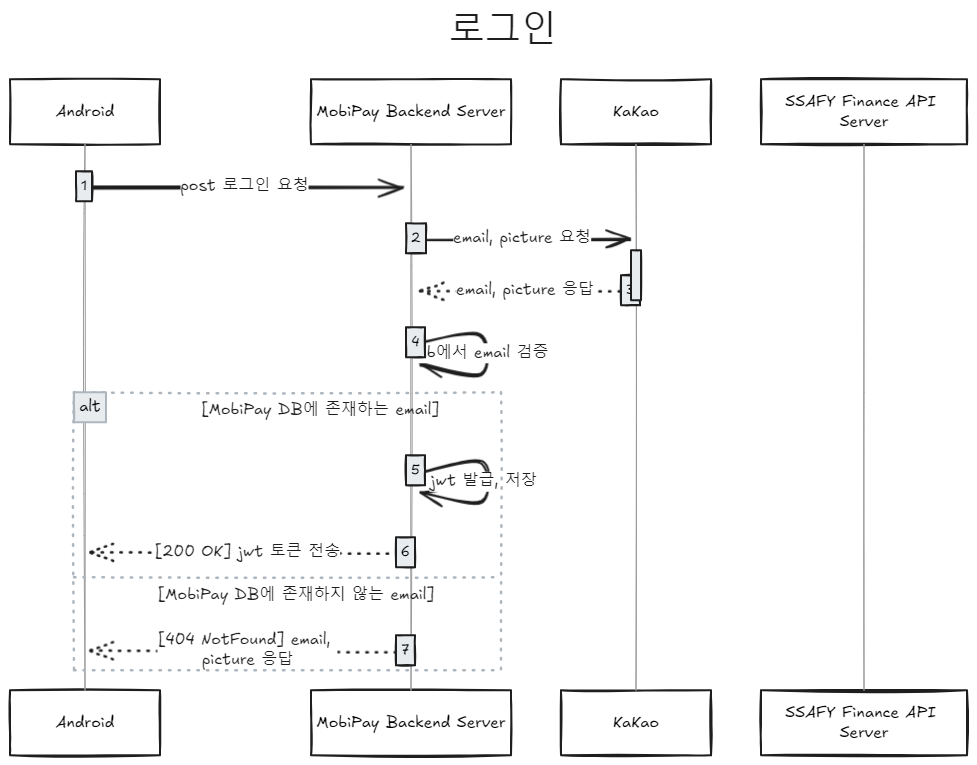 로그인
Android
MobiPay Backend Server
KaKao
SSAFY Finance API
Server
1
post 로그인 요청
2
email, picture 요청
email, picture 응답
3
4
b에서 email 검증
alt
[MobiPay DB에 존재하는 email]
5
jwt 발급, 저장
[200 OK] jwt 토큰 전송
6
[MobiPay DB에 존재하지 않는 email]
[404 NotFound] email,
picture 응답
7
Android
MobiPay Backend Server
KaKao
SSAFY Finance API
Server